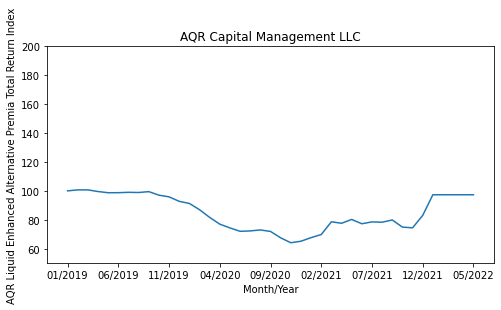 AQR Capital Management LLC
AQR Liquid Enhanced Alternative Premia Total Return Index
200
180
160
140
120
100
80
60
01/2019 06/2019 11/2019 04/2020 09/2020 02/2021 07/2021 12/2021 05/2022
Month/Year